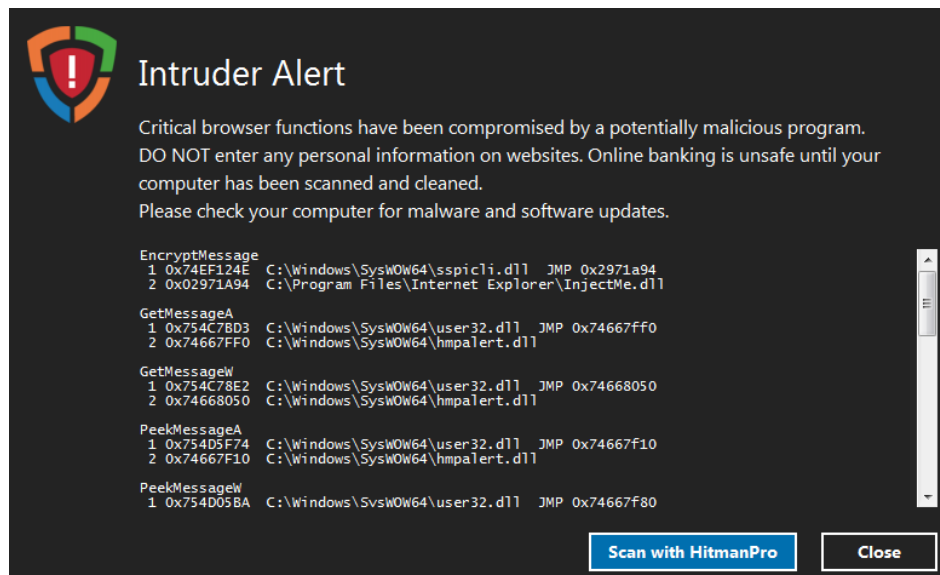 Intruder Alert
Critical browser functions have been compromised by a potentially malicious program.
DO NOT enter any personal information on websites. Online banking is unsafe until your
computer has been scanned and cleaned.
Please check your computer for malware and software updates.
EncryptMessage
1 0x74EF124E C:\Windows\SysWOW64\sspicli.dll JMP 0x2971a94
2 0x02971A94 C:\Program Files\Internet Explorer\InjectMe.dll
GetMessageA
1 0x754C7BD3 C:\Windows\SysWOW64\user32.dll JMP 0x74667ff0
2 0x74667FF0 C:\Windows\SysWOW64\hmpalert.dll
GetMessageW
1 0x754C78E2 C:\Windows\SysWOW64\user32.dll JMP 0x74668050
2 0x74668050 C:\Windows\SysWOW64\hmpalert.dll
PeekMessageA
1 0x754D5F74 C:\Windows\SysWOW64\user32.dll JMP 0x74667f10
2 0x74667F10 C:\Windows\SysWOW64\hmpalert.dll
PeekMessageW
1 0x754D05BA C:\Windows\SysWOW64\user32.dll JMP 0x74667f80
Scan with HitmanPro Close